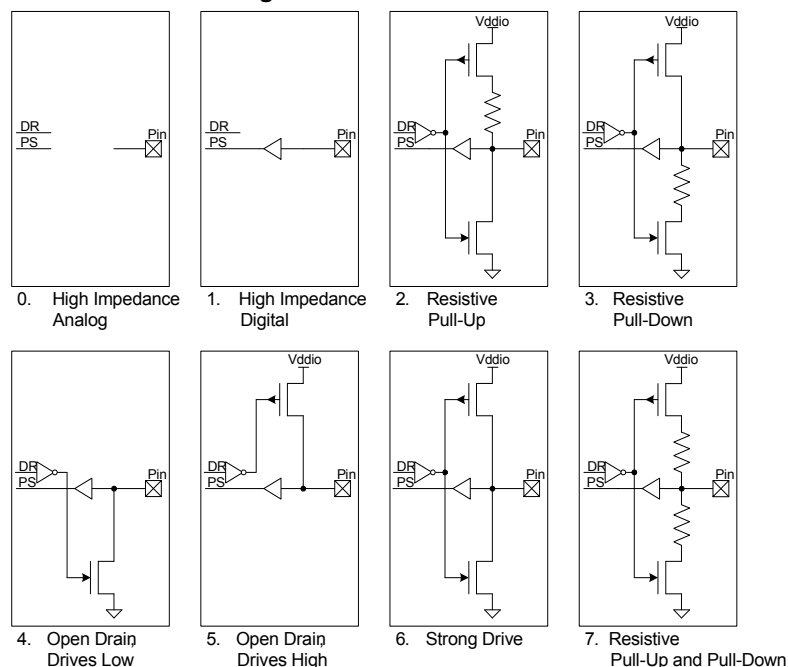 Vddio
Vddio
DR
PS
Pin
DR
PS
Pin
DR
PS
Pin
DR
PS
Pin
0. High Impedance
Analog
1. High Impedance
Digital
2. Resistive
Pull-Up
3. Resistive
Pull-Down
Vddio
Vddio
Vddio
DR
PS
Pin
DR
PS
Pin
DR
PS
Pin
DR
PS
Pin
4. Open Drain,
Drives Low
5. Open Drain,
Drives High
6. Strong Drive
7. Resistive
Pull-Up and Pull-Down